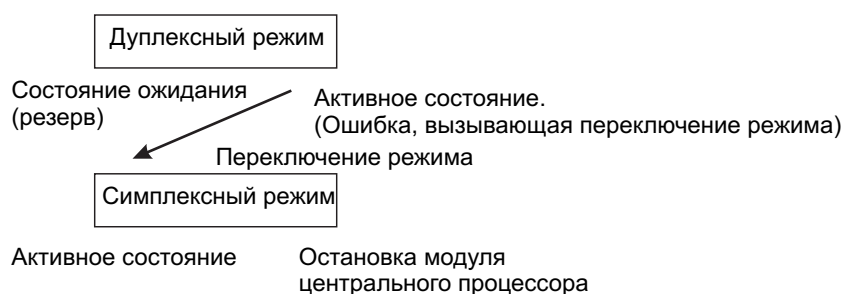 Дуплексный режим
Состояние ожидания
(резерв)
Активное состояние.
(Ошибка, вызывающая переключение режима)
Переключение режима
Симплексный режим
Активное состояние
Остановка модуля
центрального процессора